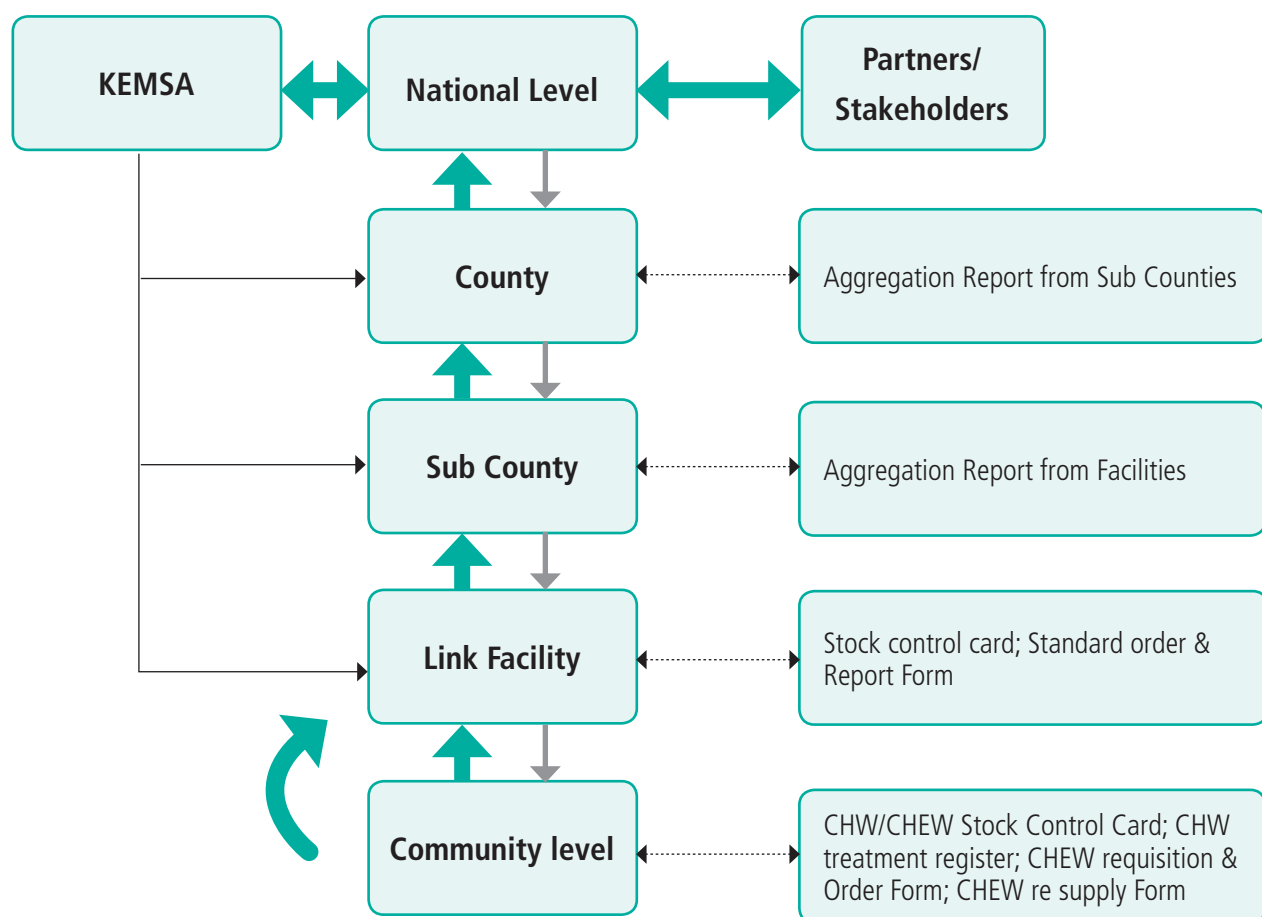 KEMSA
National Level
Partners/
Stakeholders
County
Aggregation Report from Sub Counties
Sub County
Aggregation Report from Facilities
Link Facility
Stock control card; Standard order &
Report Form
Community level
CHW/CHEW Stock Control Card; CHW
treatment register; CHEW requisition &
Order Form; CHEW re supply Form